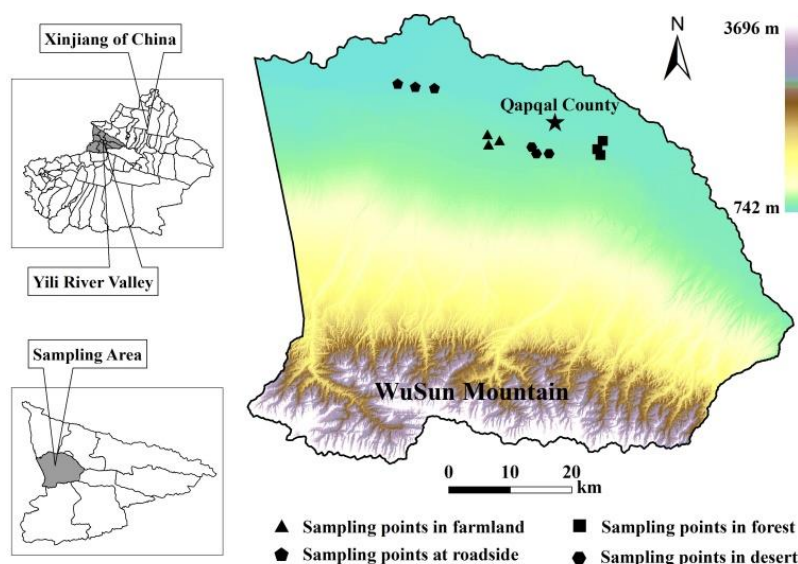 Xinjiang of China
Yili River Valley
Sampling Area
N
3696 m
742 m
Qapqal County
WuSun Mountain
0 10 20
km
Sampling points in farmland
Sampling points in forest
Sampling points at roadside
Sampling points in desert